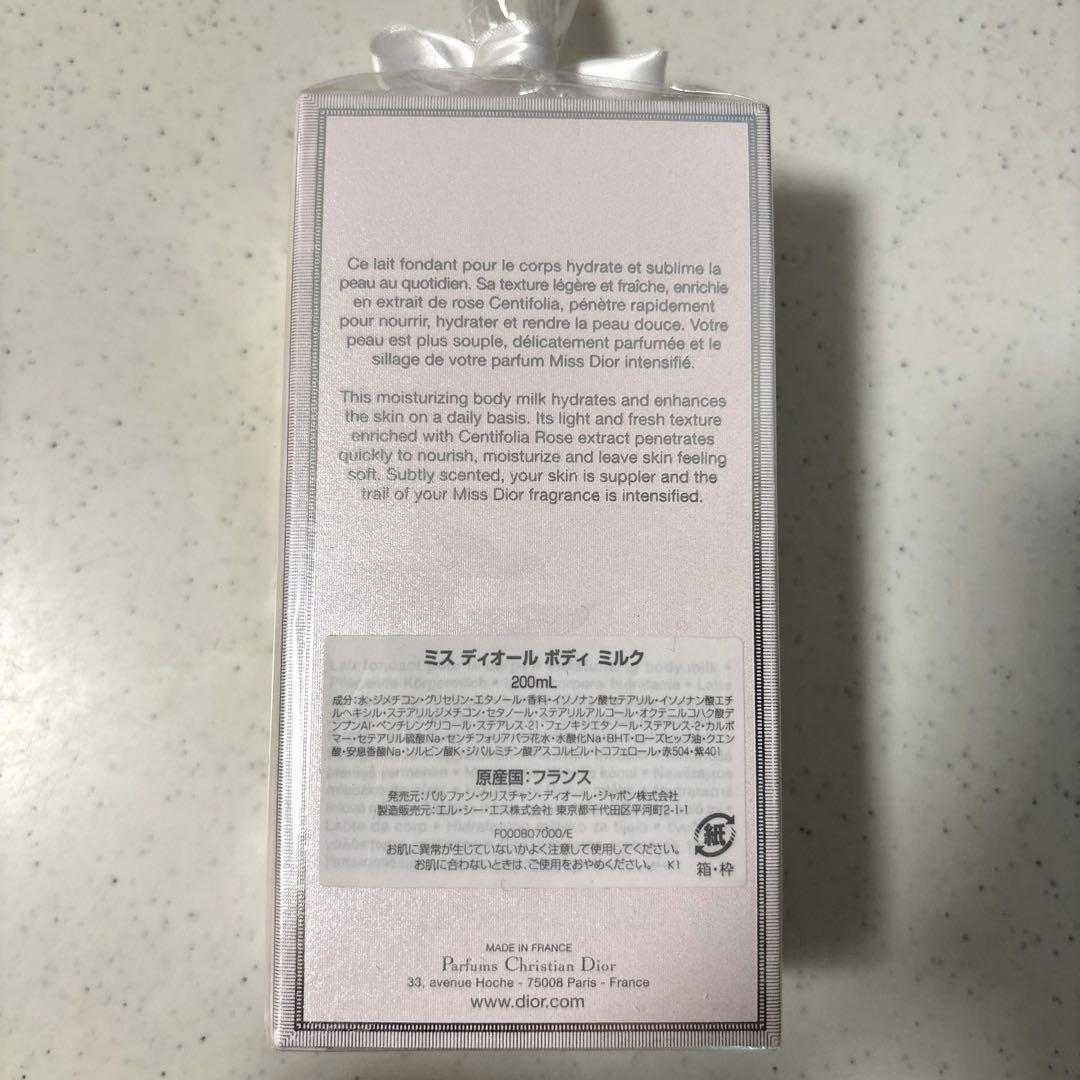 Ce lait fondant pour le corps hydrate et sublime la
peau au quotidien. Sa texture légère et fraîche, enrichie
en extrait de rose Centifolia, pénètre rapidement
pour nourrir, hydrater et rendre la peau douce. Votre
peau est plus souple, délicatement parfumée et le
sillage de votre parfum Miss Dior intensifié.
This moisturizing body milk hydrates and enhances
the skin on a daily basis. Its light and fresh texture
enriched with Centifolia Rose extract penetrates
quickly to nourish, moisturize and leave skin feeling
soft. Subtly scented, your skin is suppler and the
trail of your Miss Dior fragrance is intensified.
ミス ディオール ボディ ミルク
200mL
成分：水・ジメチコン・グリセリン・エタノール・香料・イソノナン酸セテアリル・イソノナン酸エチ
ルヘキシル・ステアリルジメチコン・セタノール・ステアリルアルコール・オクテニルコハク酸デ
ンプンAl・ペンチレングリコール・ステアレス-21・フェノキシエタノール・ステアレス-2・カルボ
マー・セテアリル硫酸Na・センチフォリアバラ花水・水酸化Na・BHT・ローズヒップ油・クエン
酸・安息香酸Na・ソルビン酸K・ジパルミチン酸アスコルビル・トコフェロール・赤504・紫401
原産国：フランス
発売元：パルファン・クリスチャン・ディオール・ジャポン株式会社
製造販売元：エル・シー・エス株式会社 東京都千代田区平河町2-1-1
F000807000/E
お肌に異常が生じていないかよく注意して使用してください。
お肌に合わないときは、ご使用をおやめください。 K1
紙
箱・枠
MADE IN FRANCE
Parfums Christian Dior
33, avenue Hoche - 75008 Paris - France
www.dior.com